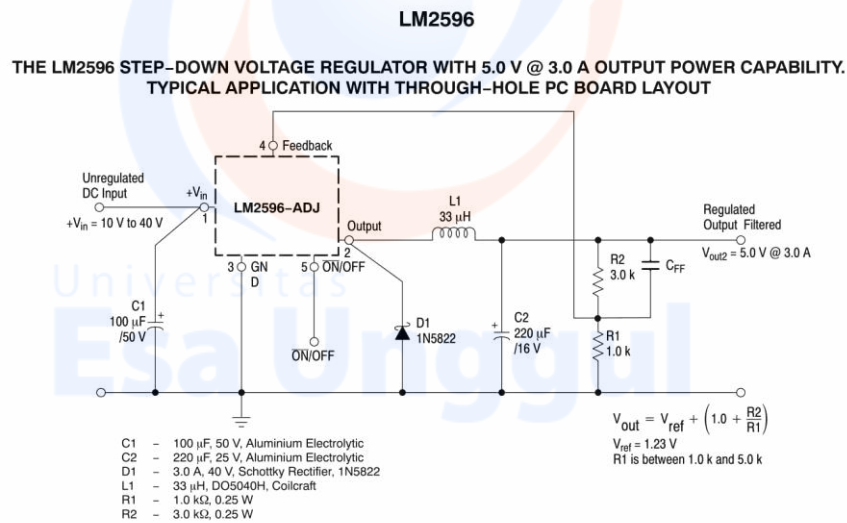 LM2596
THE LM2596 STEP–DOWN VOLTAGE REGULATOR WITH 5.0 V @ 3.0 A OUTPUT POWER CAPABILITY.
TYPICAL APPLICATION WITH THROUGH–HOLE PC BOARD LAYOUT
4
Feedback
Unregulated
DC Input
+Vin
1
LM2596-ADJ
+Vin = 10 V to 40 V
Output
2
3
GN
D
5
ON/OFF
ON/OFF
L1
33 µH
Regulated
Output Filtered
Vout2 = 5.0 V @ 3.0 A
R2
3.0 k
CFF
C1
100 µF
/50 V
+
D1
1N5822
+
C2
220 µF
/16 V
R1
1.0 k
Universitas
Esa Unggul
Vout = Vref + (1.0 + R2/R1)
Vref = 1.23 V
R1 is between 1.0 k and 5.0 k
C1 – 100 µF, 50 V, Aluminium Electrolytic
C2 – 220 µF, 25 V, Aluminium Electrolytic
D1 – 3.0 A, 40 V, Schottky Rectifier, 1N5822
L1 – 33 µH, DO5040H, Coilcraft
R1 – 1.0 kΩ, 0.25 W
R2 – 3.0 kΩ, 0.25 W